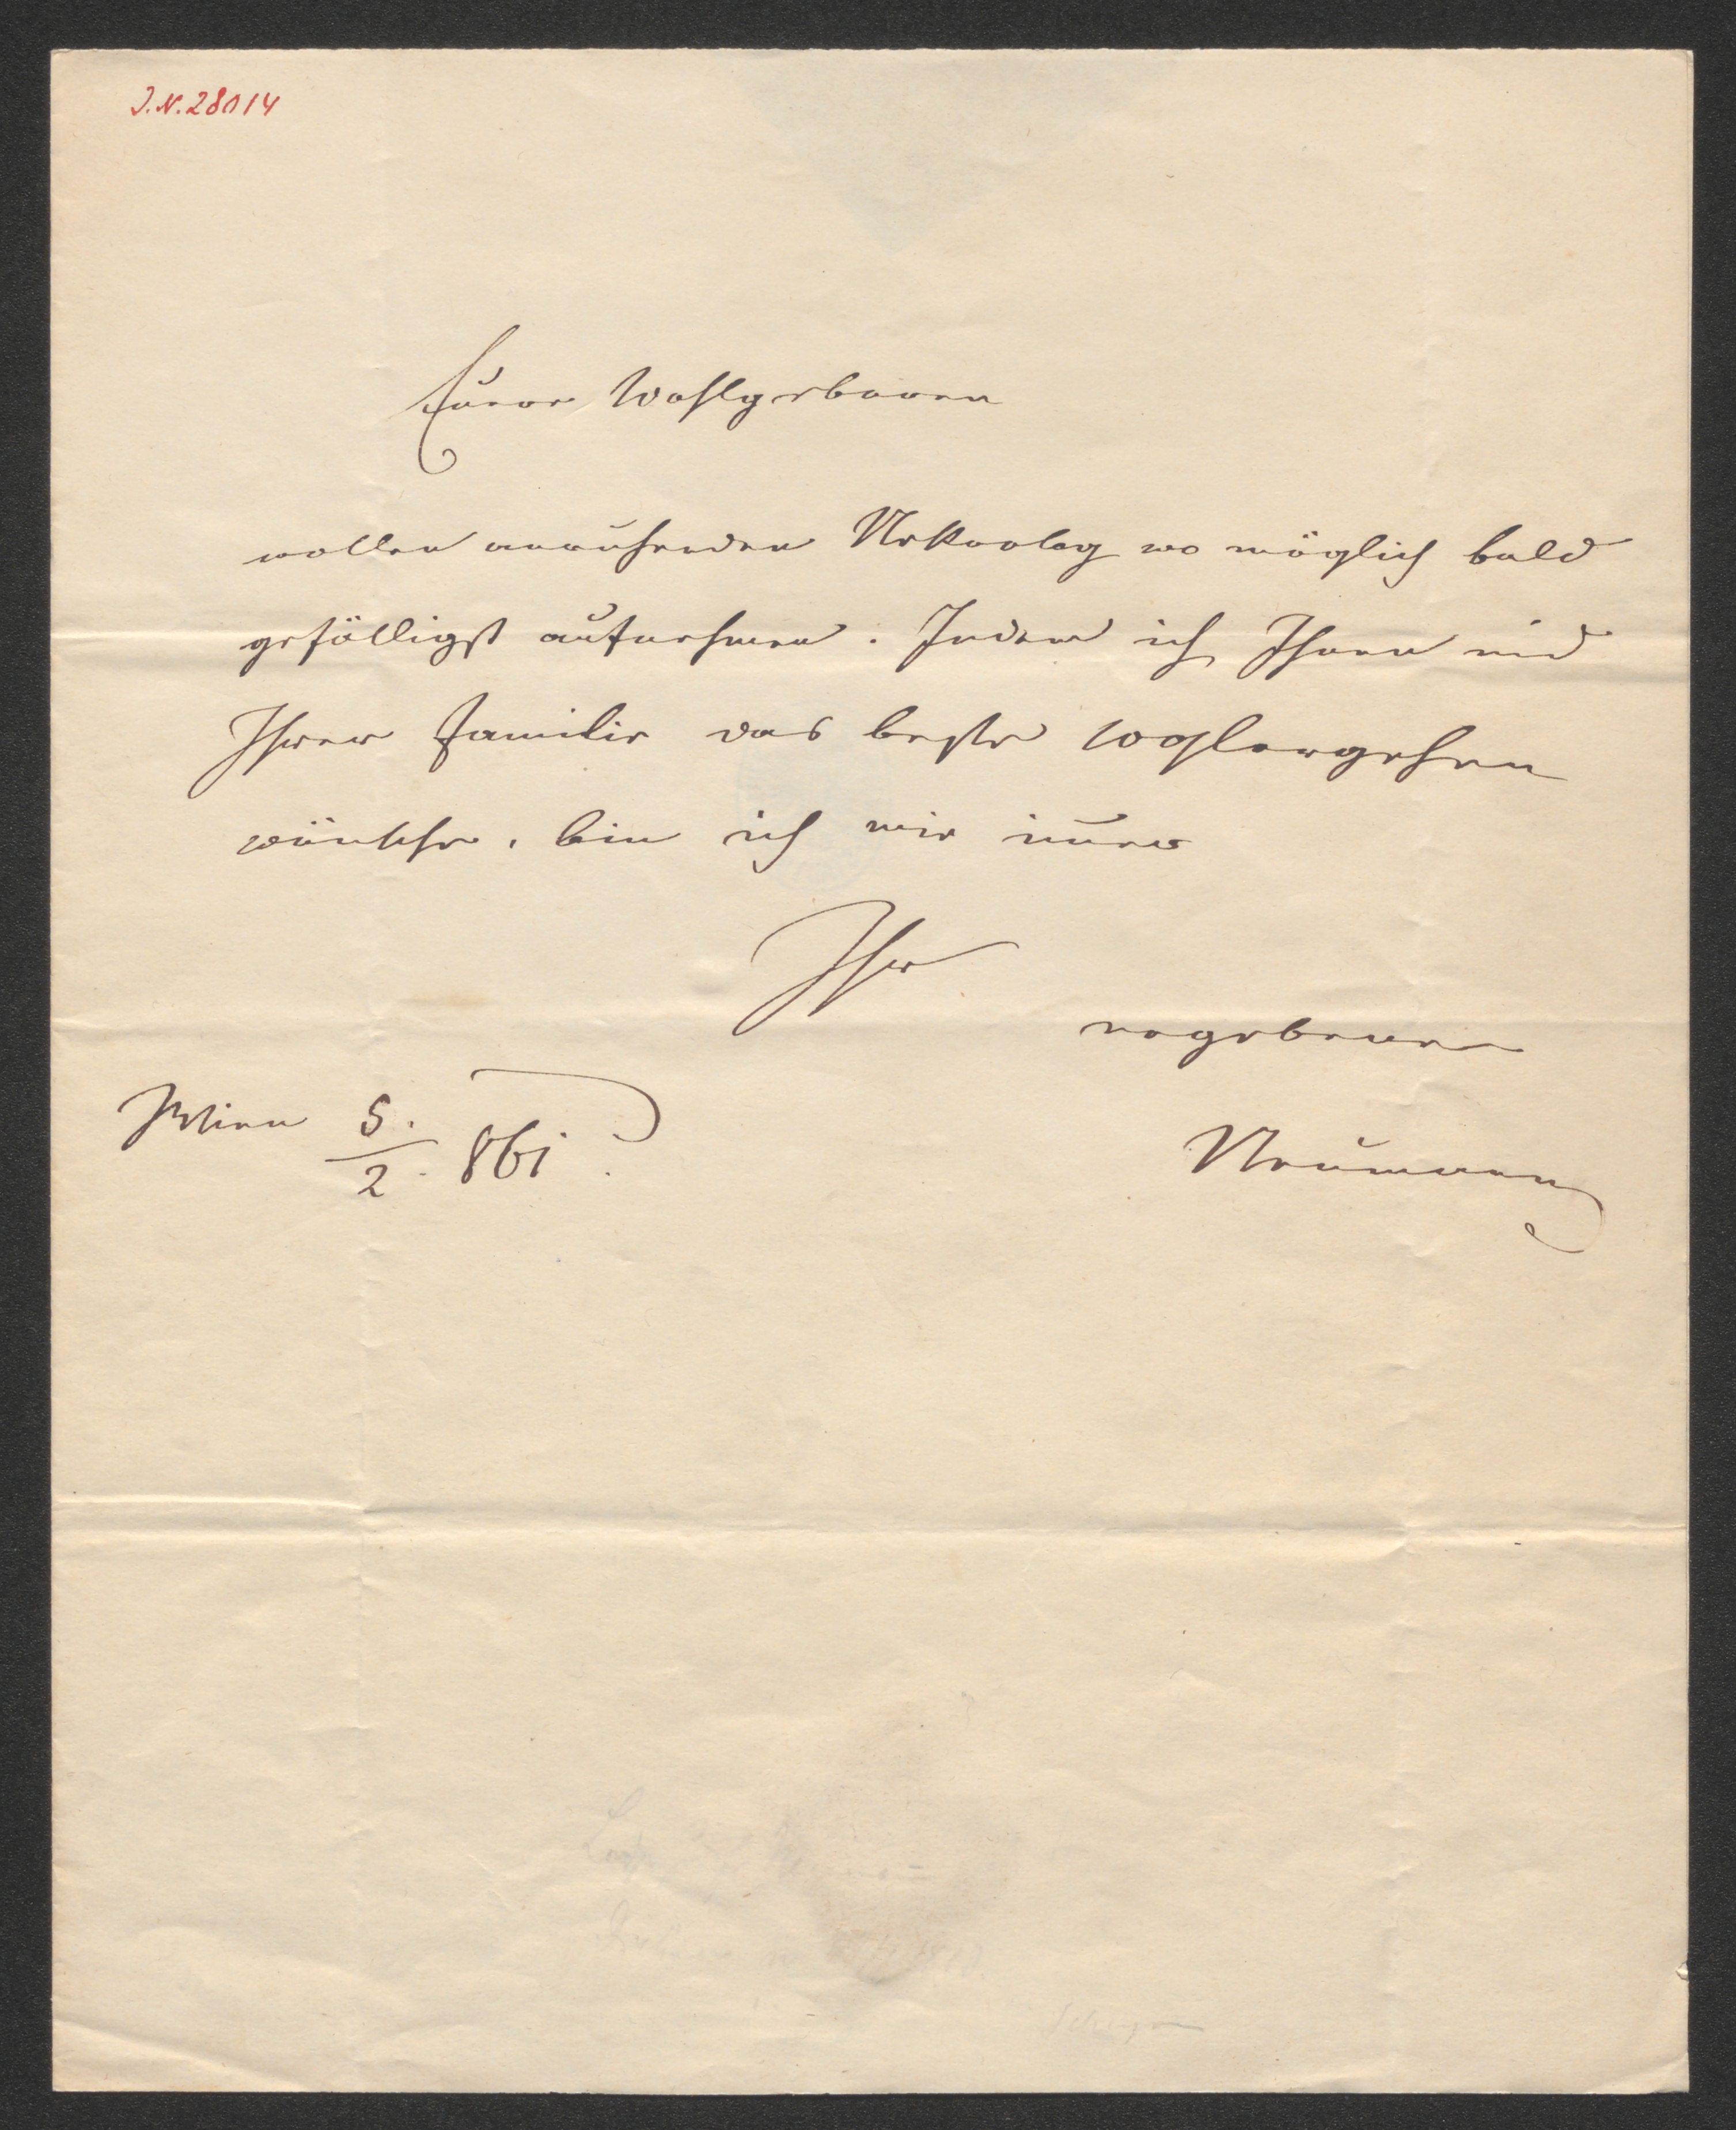 J.N. 28014
Euer Wohlgeboren
wollen anruhenden Nekrolog wo möglich bald
gefälligst aufnehmen. Indem ich Ihnen und
Ihrer Familie das beste Wohlergehen
wünsche, bin ich wie immer
Ihr
ergebener
Wien 5./2. 861.
Neumann